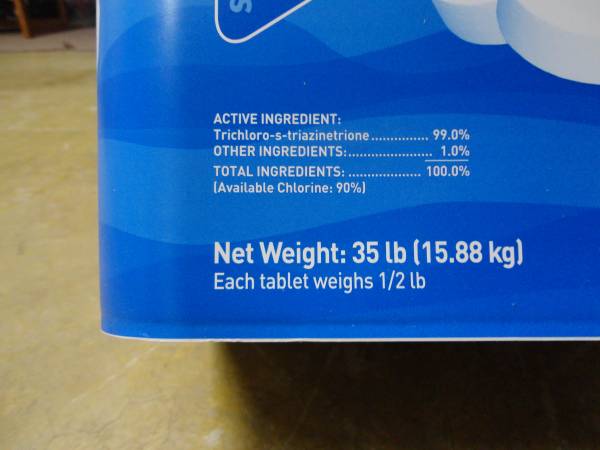 S
ACTIVE INGREDIENT:
Trichloro-s-triazinetrione.............. 99.0%
OTHER INGREDIENTS:...................... 1.0%
TOTAL INGREDIENTS: ................... 100.0%
(Available Chlorine: 90%)
Net Weight: 35 lb (15.88 kg)
Each tablet weighs 1/2 lb